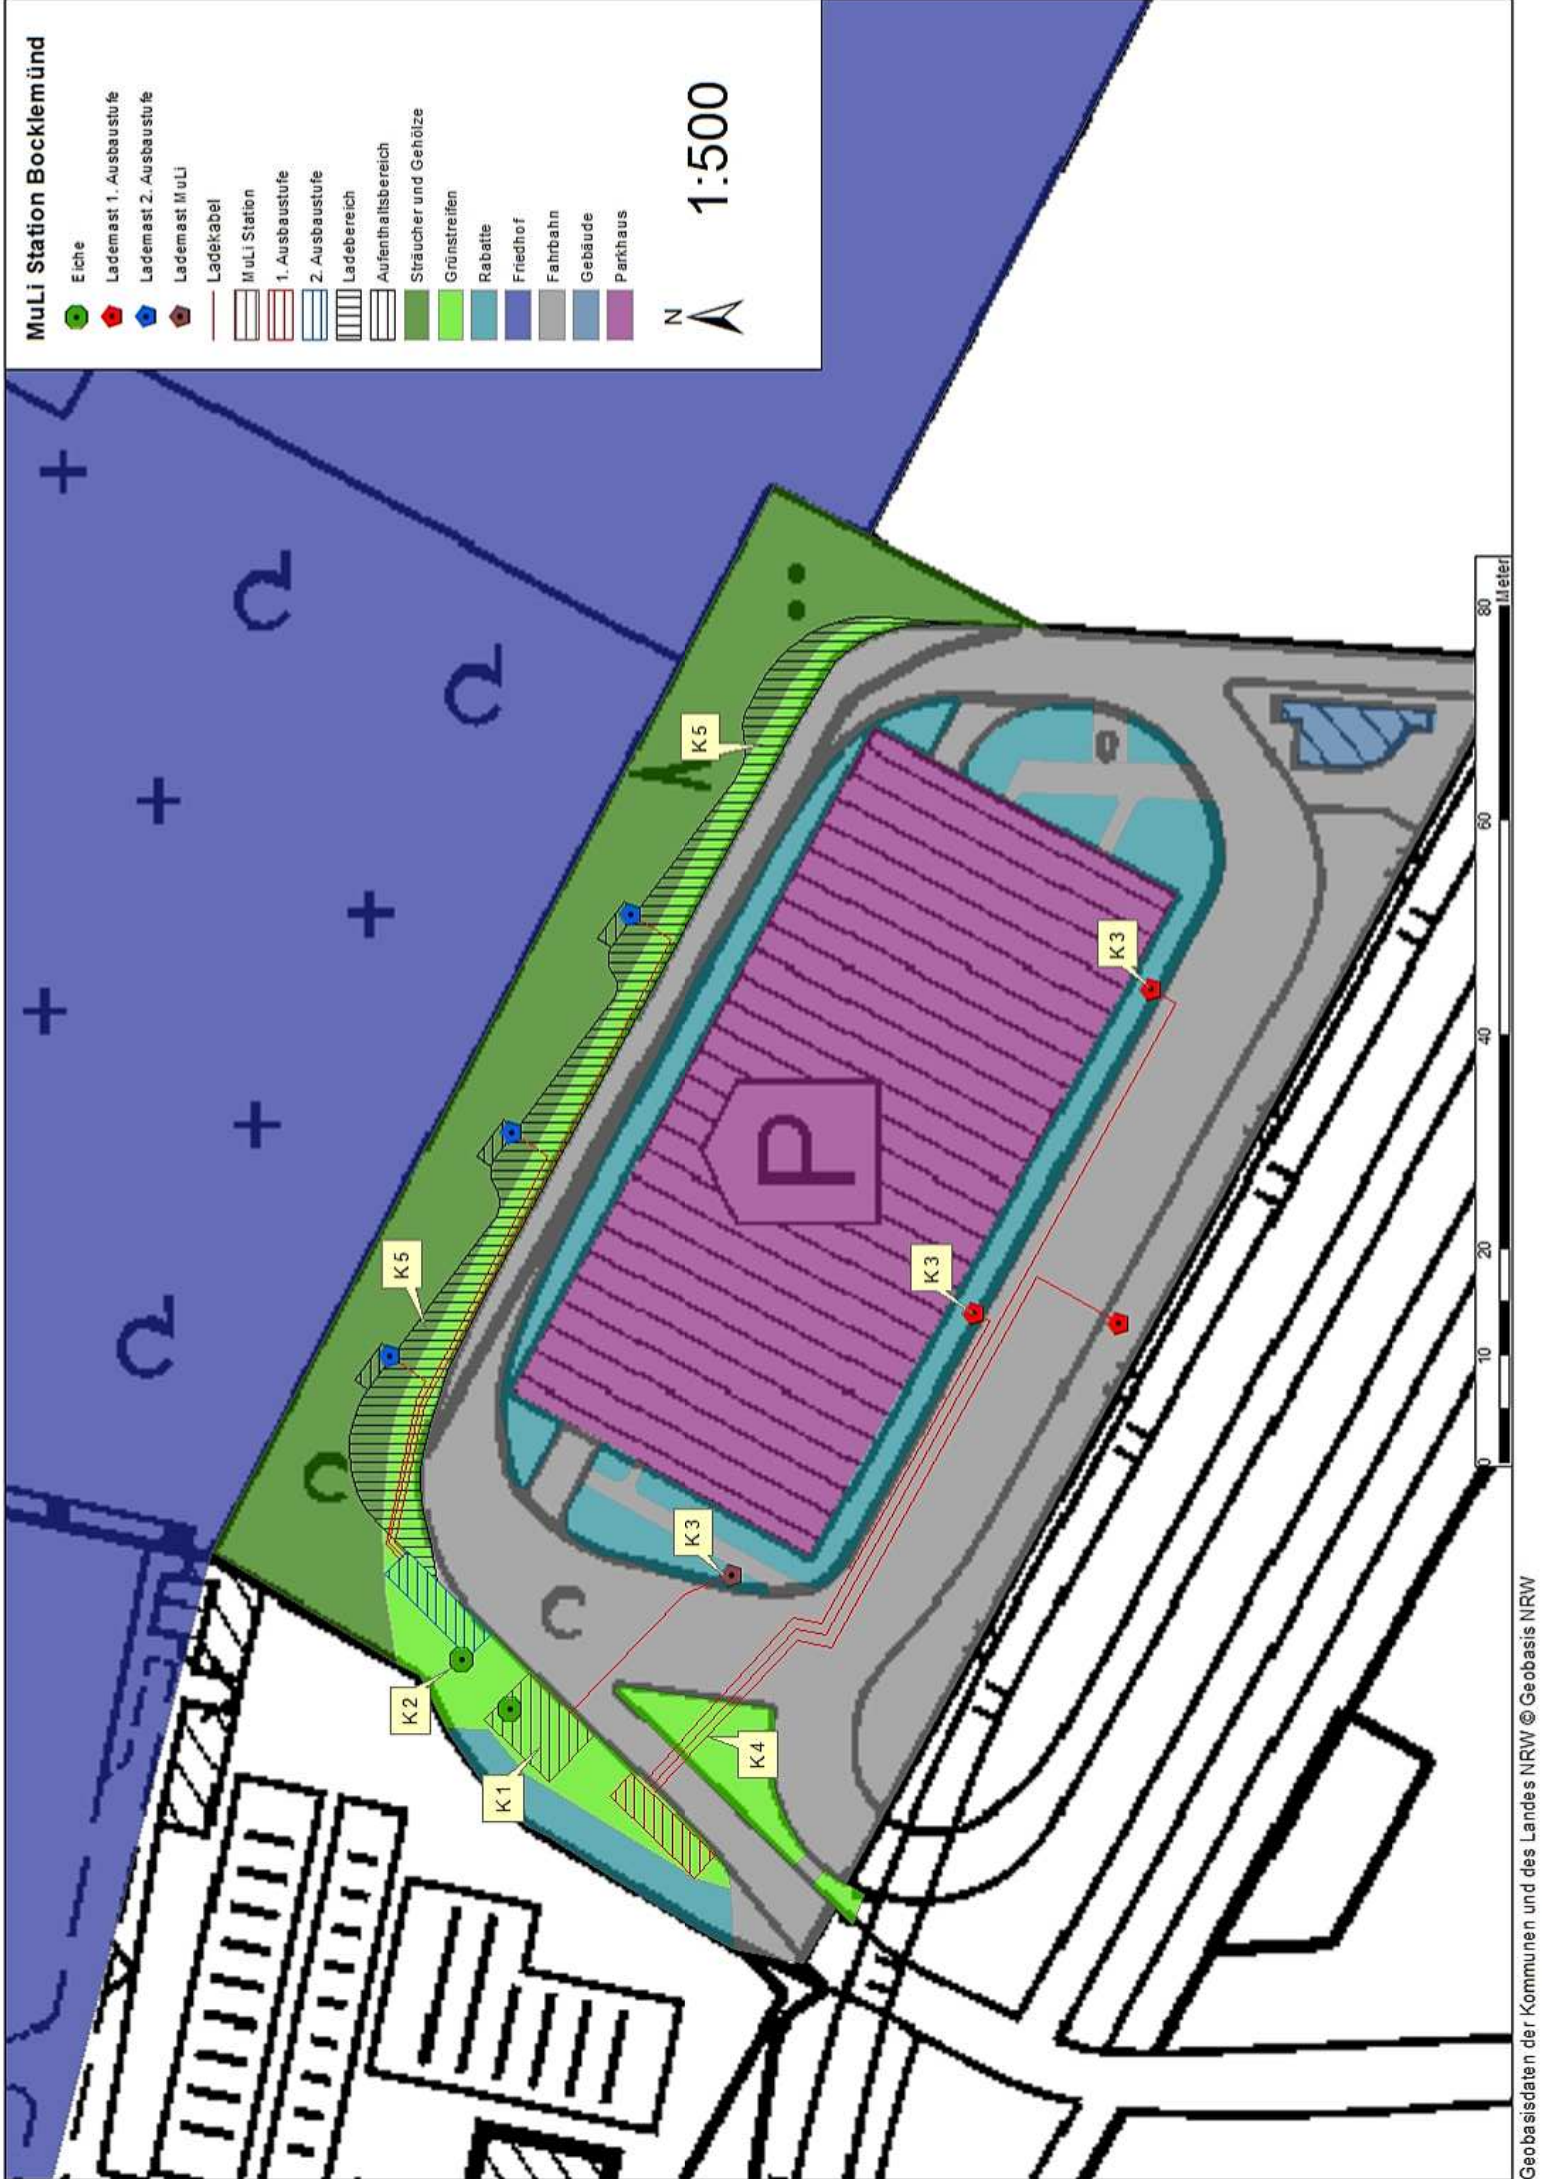 MuLi Station Bocklemünd
Eiche
Lademast 1. Ausbaustufe
Lademast 2. Ausbaustufe
Lademast MuLi
Ladekabel
MuLi Station
1. Ausbaustufe
2. Ausbaustufe
Ladebereich
Aufenthaltsbereich
Sträucher und Gehölze
Grünstreifen
Rabatte
Friedhof
Fahrbahn
Gebäude
Parkhaus
N
1:500
K5
K5
K2
K1
K3
K3
K3
K4
P
0 10 20 40 60 80
Meter
Geobasisdaten der Kommunen und des Landes NRW © Geobasis NRW